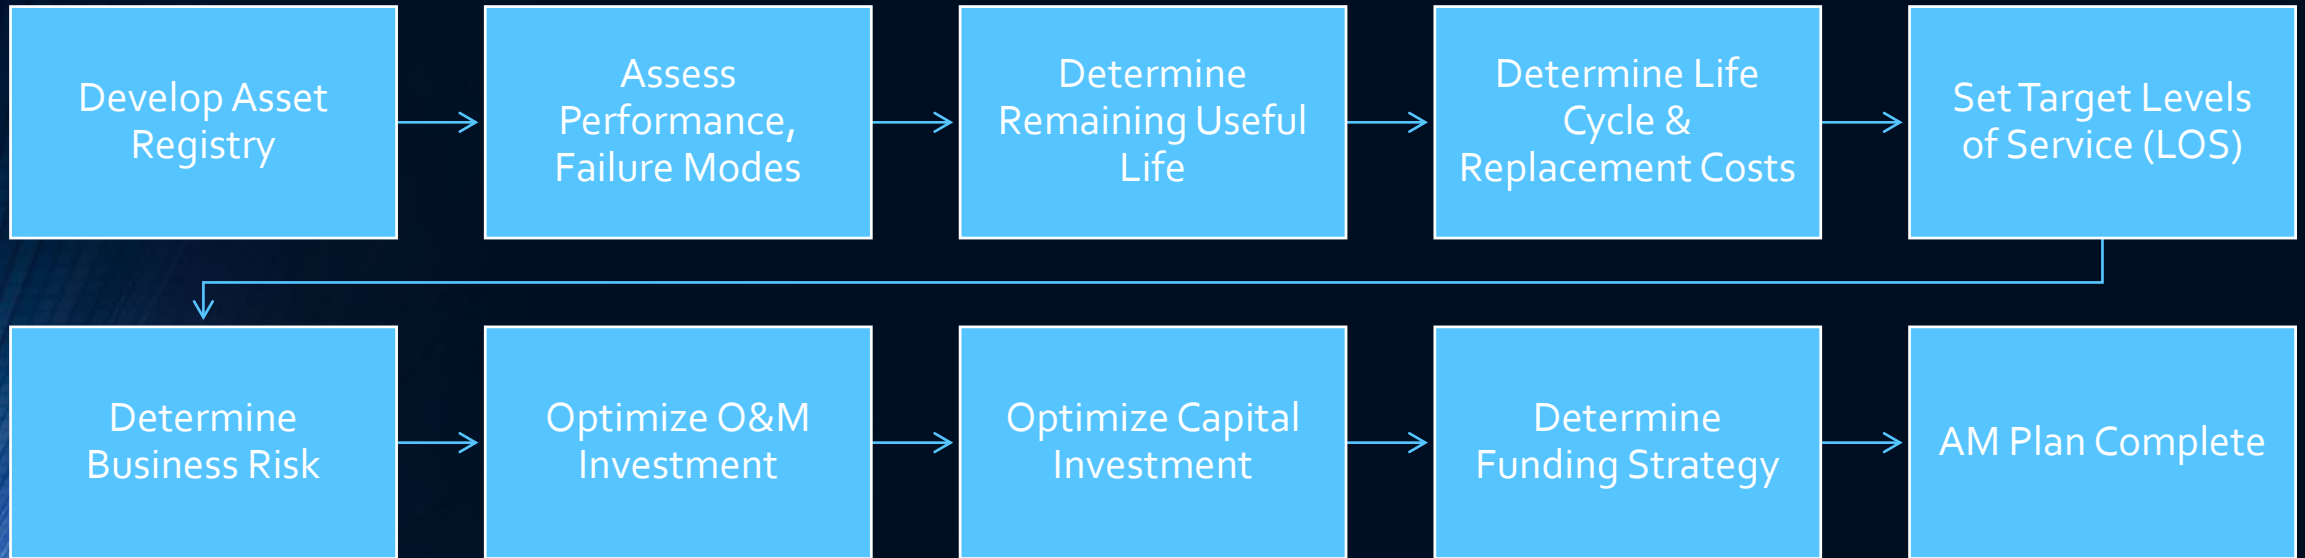 Develop Asset
Registry
Assess
Performance,
Failure Modes
Determine
Remaining Useful
Life
Determine Life
Cycle &
Replacement Costs
Set Target Levels
of Service (LOS)
Determine
Business Risk
Optimize O&M
Investment
Optimize Capital
Investment
Determine
Funding Strategy
AM Plan Complete